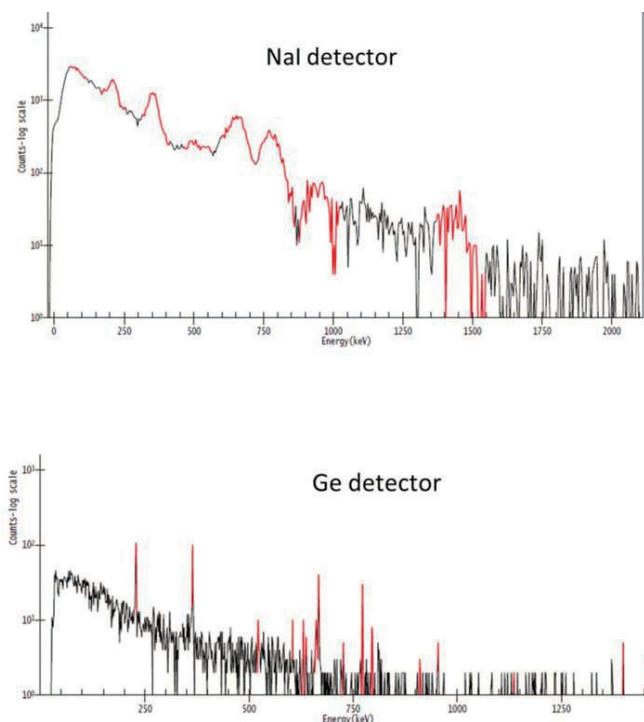 NaI detector
10⁴
10³
10²
10¹
10⁰
Counts-log scale
0 250 500 750 1000 1250 1500 1750 2000
Energy(keV)
Ge detector
10³
10²
10¹
10⁰
Counts-log scale
250 500 750 1000 1250
Energy(keV)